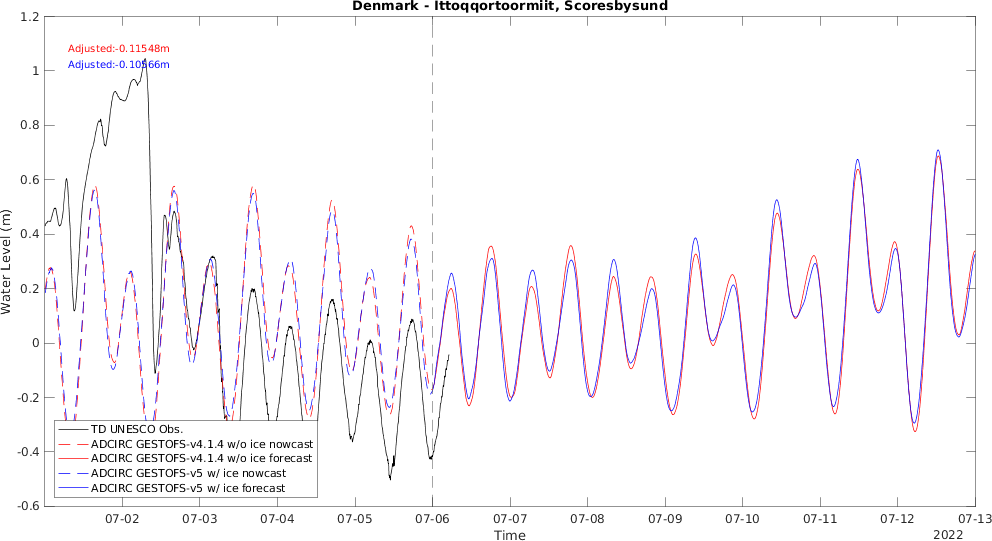 Denmark - Ittoqqortoormiit, Scoresbysund
Adjusted:-0.11548m
Adjusted:-0.10566m
Water Level (m)
1.2
1
0.8
0.6
0.4
0.2
0
-0.2
-0.4
-0.6
TD UNESCO Obs.
ADCIRC GESTOFS-v4.1.4 w/o ice nowcast
ADCIRC GESTOFS-v4.1.4 w/o ice forecast
ADCIRC GESTOFS-v5 w/ ice nowcast
ADCIRC GESTOFS-v5 w/ ice forecast
07-02 07-03 07-04 07-05 07-06 07-07 07-08 07-09 07-10 07-11 07-12 07-13
Time
2022